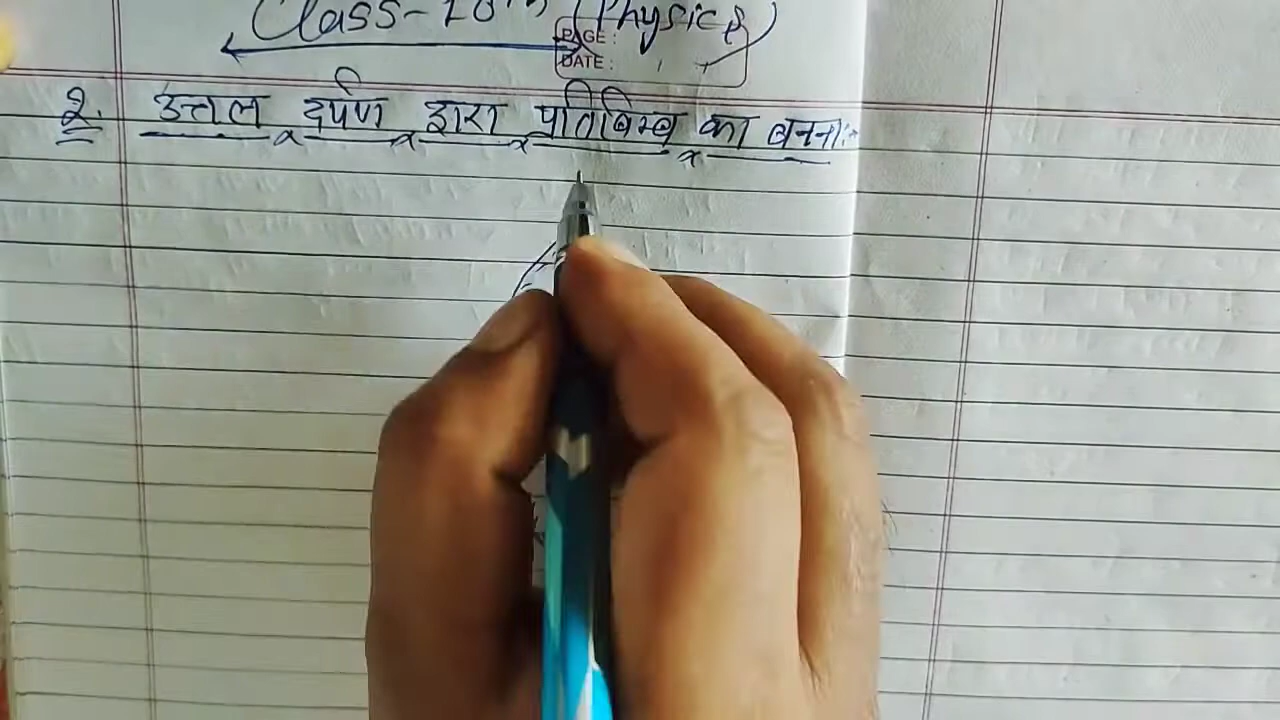 Class-10th (Physics)
PAGE :
DATE :
2. उत्तल दर्पण द्वारा प्रतिबिम्ब का बनना: